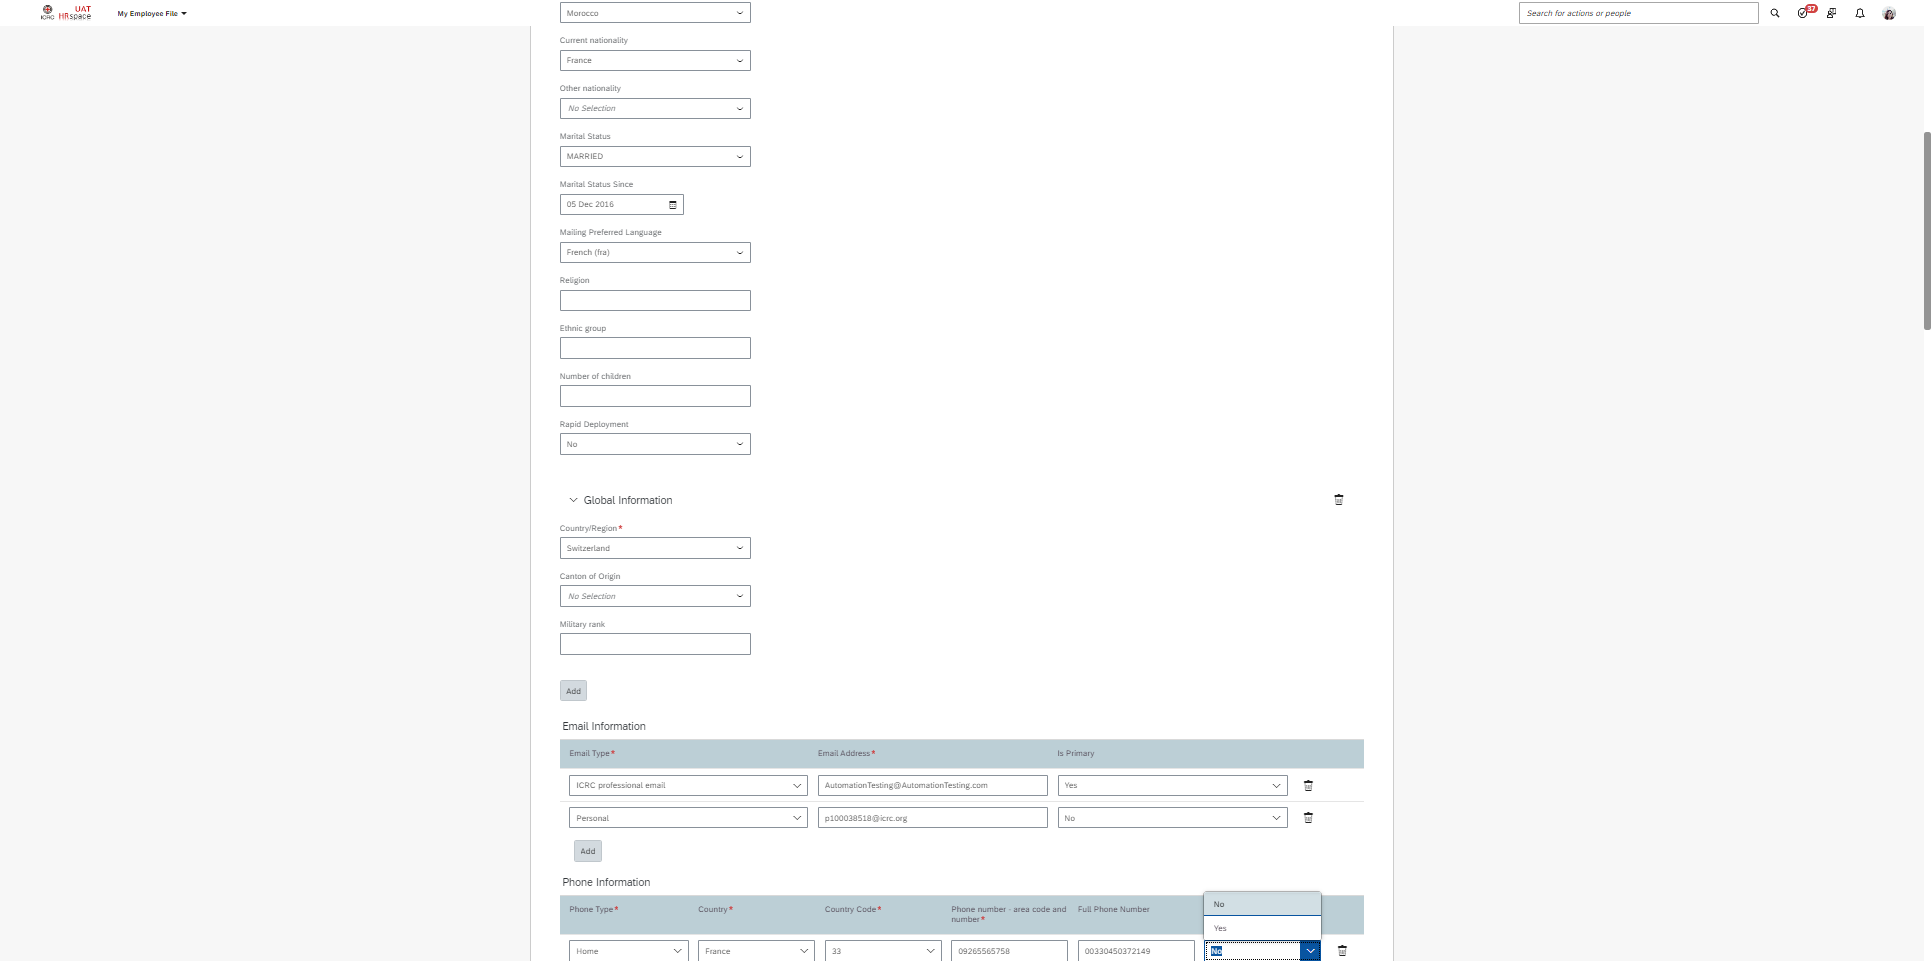 ICRC
UAT
HRspace
My Employee File
Search for actions or people
37
Morocco
Current nationality
France
Other nationality
No Selection
Marital Status
MARRIED
Marital Status Since
05 Dec 2016
Mailing Preferred Language
French (fra)
Religion
Ethnic group
Number of children
Rapid Deployment
No
Global Information
Country/Region*
Switzerland
Canton of Origin
No Selection
Military rank
Add
Email Information
Email Type* Email Address* Is Primary
ICRC professional email AutomationTesting@AutomationTesting.com Yes
Personal p100038518@icrc.org No
Add
Phone Information
Phone Type* Country* Country Code* Phone number - area code and number* Full Phone Number
No
Yes
Home France 33 09265565758 00330450372149 No